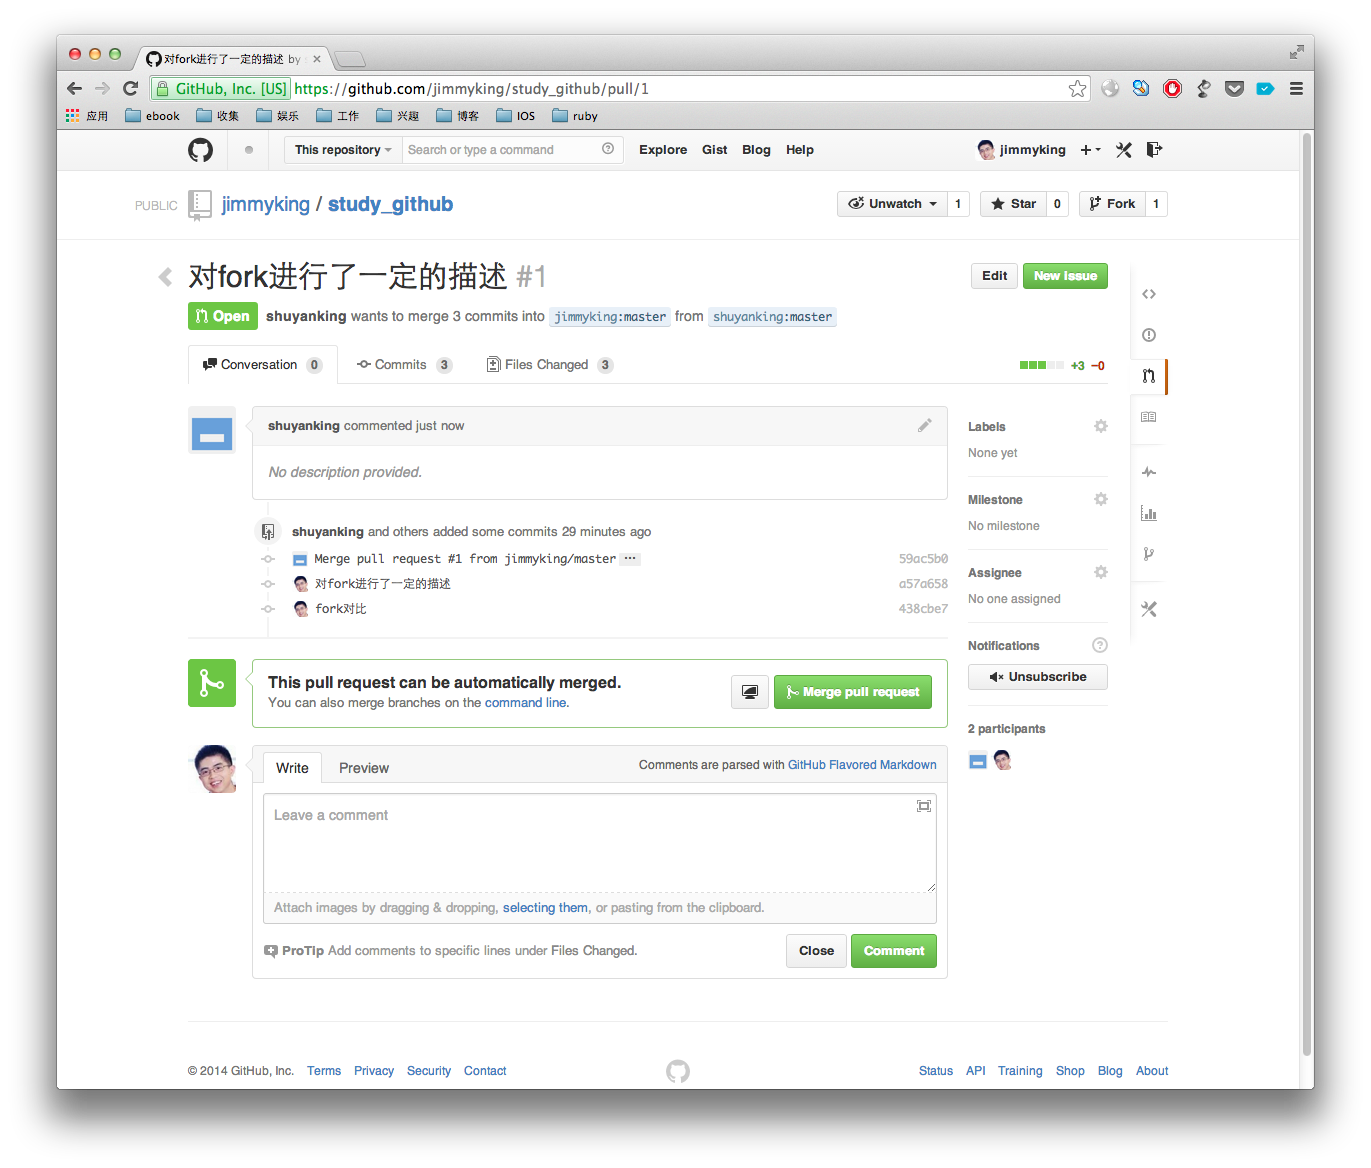 对fork进行了一定的描述 by
GitHub, Inc. [US] https://github.com/jimmyking/study_github/pull/1
应用 ebook 收集 娱乐 工作 兴趣 博客 IOS ruby
This repository Search or type a command Explore Gist Blog Help jimmyking
PUBLIC jimmyking / study_github Unwatch 1 Star 0 Fork 1
对fork进行了一定的描述 #1 Edit New Issue
Open shuyanking wants to merge 3 commits into jimmyking:master from shuyanking:master
Conversation 0 Commits 3 Files Changed 3 +3 −0
shuyanking commented just now
No description provided.
shuyanking and others added some commits 29 minutes ago
Merge pull request #1 from jimmyking/master ... 59ac5b0
对fork进行了一定的描述 a57a658
fork对比 438cbe7
Labels
None yet
Milestone
No milestone
Assignee
No one assigned
Notifications
Unsubscribe
2 participants
This pull request can be automatically merged.
You can also merge branches on the command line.
Merge pull request
Write Preview Comments are parsed with GitHub Flavored Markdown
Leave a comment
Attach images by dragging & dropping, selecting them, or pasting from the clipboard.
ProTip Add comments to specific lines under Files Changed. Close Comment
© 2014 GitHub, Inc. Terms Privacy Security Contact Status API Training Shop Blog About